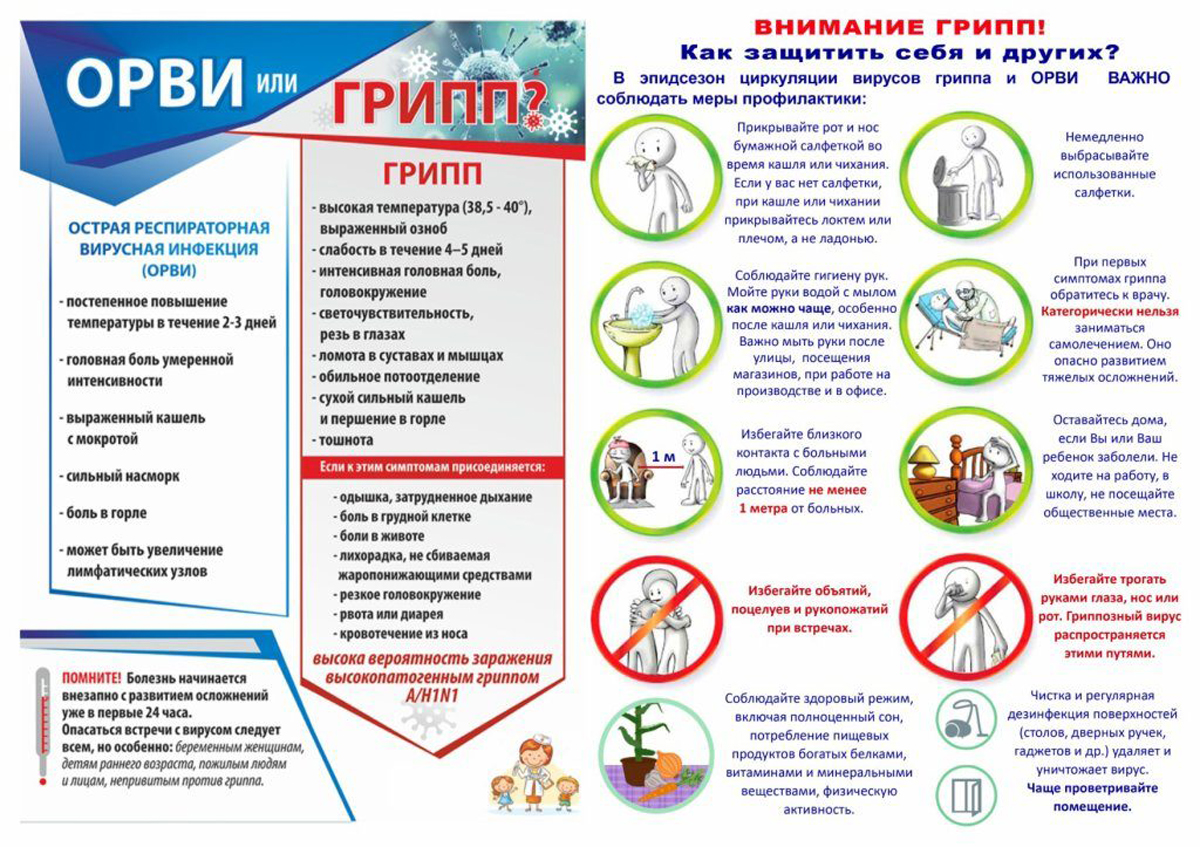 ОРВИ или
ГРИПП?
ОСТРАЯ РЕСПИРАТОРНАЯ
ВИРУСНАЯ ИНФЕКЦИЯ
(ОРВИ)
- постепенное повышение
температуры в течение 2-3 дней
- головная боль умеренной
интенсивности
- выраженный кашель
с мокротой
- сильный насморк
- боль в горле
- может быть увеличение
лимфатических узлов
ГРИПП
- высокая температура (38,5 - 40°),
выраженный озноб
- слабость в течение 4–5 дней
- интенсивная головная боль,
головокружение
- светочувствительность,
резь в глазах
- ломота в суставах и мышцах
- обильное потоотделение
- сухой сильный кашель
и першение в горле
- тошнота
Если к этим симптомам присоединяется:
- одышка, затрудненное дыхание
- боль в грудной клетке
- боли в животе
- лихорадка, не сбиваемая
жаропонижающими средствами
- резкое головокружение
- рвота или диарея
- кровотечение из носа
высока вероятность заражения
высокопатогенным гриппом
A/H1N1
ПОМНИТЕ! Болезнь начинается
внезапно с развитием осложнений
уже в первые 24 часа.
Опасаться встречи с вирусом следует
всем, но особенно: беременным женщинам,
детям раннего возраста, пожилым людям
и лицам, непривитым против гриппа.
ВНИМАНИЕ ГРИПП!
Как защитить себя и других?
В эпидсезон циркуляции вирусов гриппа и ОРВИ ВАЖНО
соблюдать меры профилактики:
Прикрывайте рот и нос
бумажной салфеткой во
время кашля или чихания.
Если у вас нет салфетки,
при кашле или чихании
прикрывайтесь локтем или
плечом, а не ладонью.
Немедленно
выбрасывайте
использованные
салфетки.
Соблюдайте гигиену рук.
Мойте руки водой с мылом
как можно чаще, особенно
после кашля или чихания.
Важно мыть руки после
улицы, посещения
магазинов, при работе на
производстве и в офисе.
При первых
симптомах гриппа
обратитесь к врачу.
Категорически нельзя
заниматься
самолечением. Оно
опасно развитием
тяжелых осложнений.
1 м
Избегайте близкого
контакта с больными
людьми. Соблюдайте
расстояние не менее
1 метра от больных.
Оставайтесь дома,
если Вы или Ваш
ребенок заболели. Не
ходите на работу, в
школу, не посещайте
общественные места.
Избегайте объятий,
поцелуев и рукопожатий
при встречах.
Избегайте трогать
руками глаза, нос или
рот. Гриппозный вирус
распространяется
этими путями.
Соблюдайте здоровый режим,
включая полноценный сон,
потребление пищевых
продуктов богатых белками,
витаминами и минеральными
веществами, физическую
активность.
Чистка и регулярная
дезинфекция поверхностей
(столов, дверных ручек,
гаджетов и др.) удаляет и
уничтожает вирус.
Чаще проветривайте
помещение.